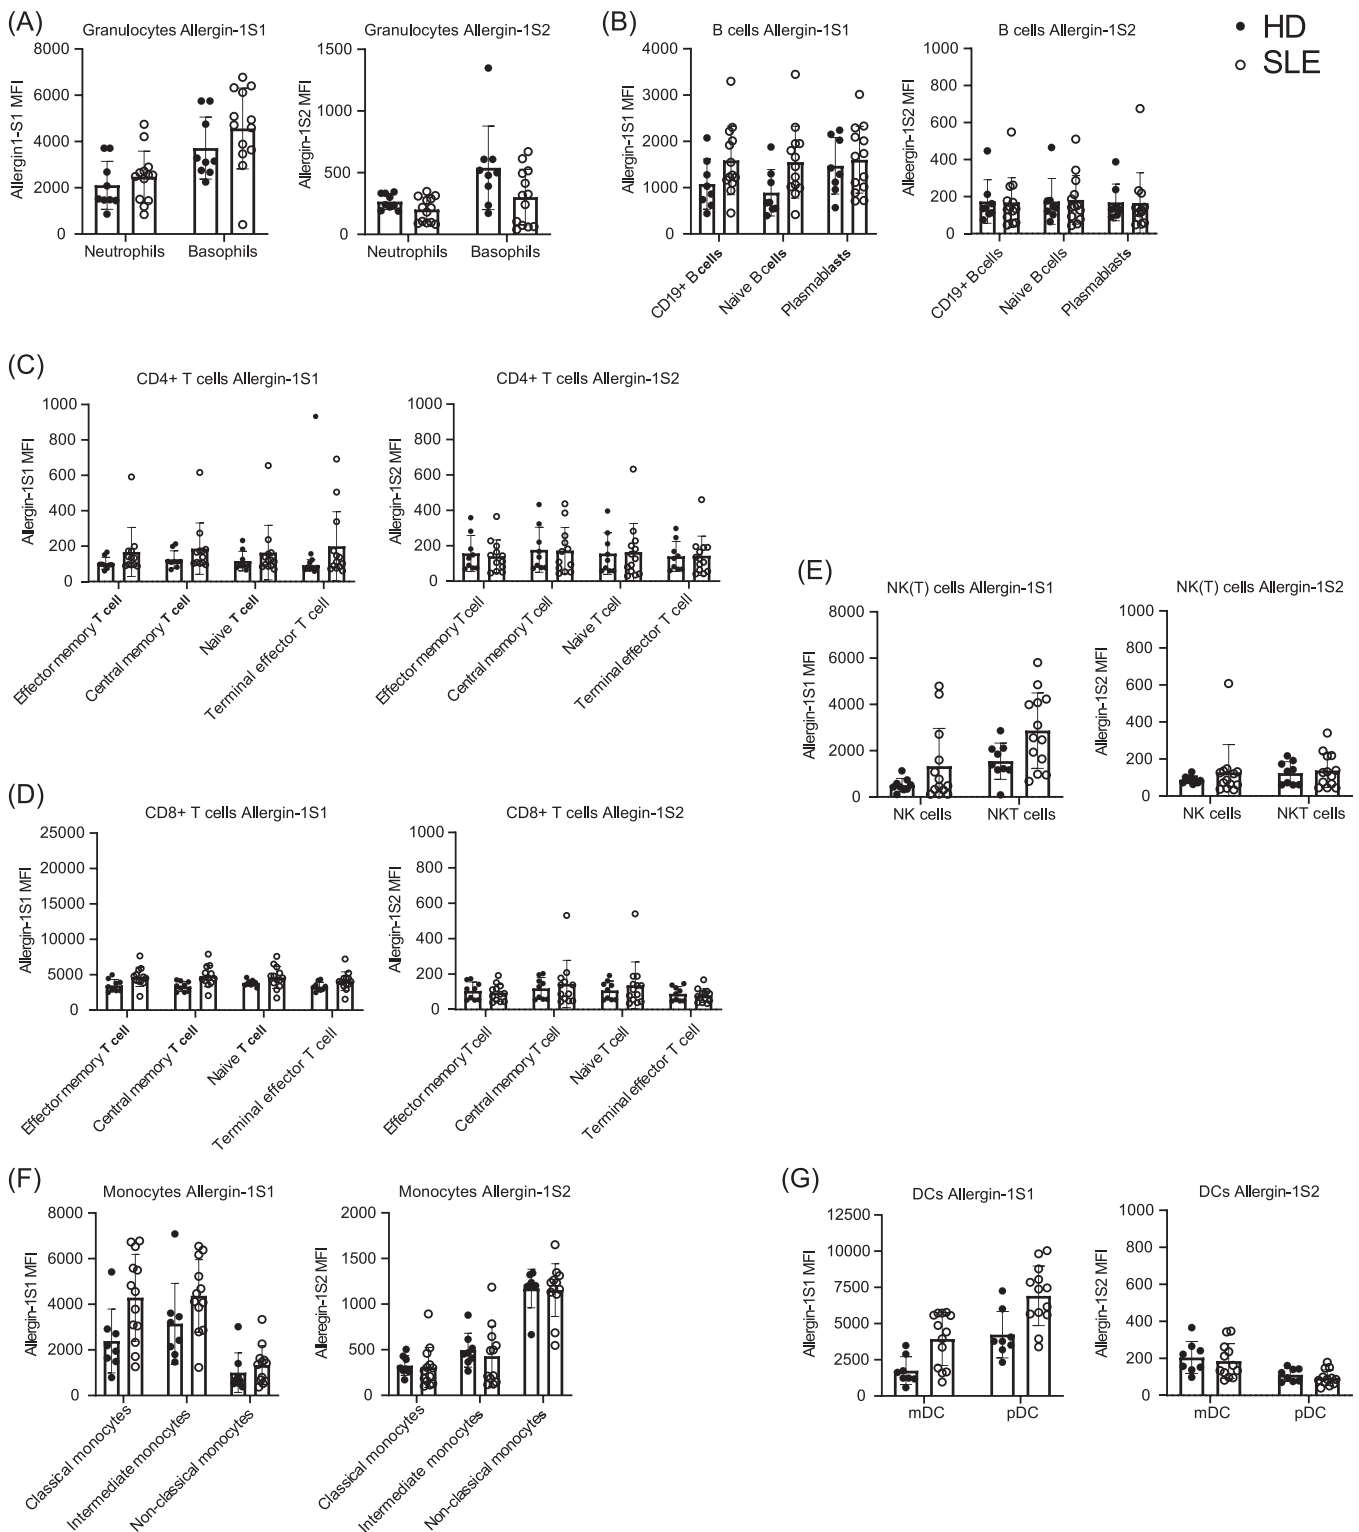 (A)
Granulocytes Allergin-1S1
Allergin1-S1 MFI
8000
6000
4000
2000
0
Neutrophils
Basophils
Granulocytes Allergin-1S2
Allergin-1S2 MFI
1500
1000
500
0
Neutrophils
Basophils
(B)
B cells Allergin-1S1
Allergin-1S1 MFI
4000
3000
2000
1000
0
CD19+ B cells
Naive B cells
Plasmablasts
B cells Allergin-1S2
Alleergin-1S2 MFI
1000
800
600
400
200
0
CD19+ B cells
Naive B cells
Plasmablasts
HD
SLE
(C)
CD4+ T cells Allergin-1S1
Allergin-1S1 MFI
1000
800
600
400
200
0
Effector memory T cell
Central memory T cell
Naive T cell
Terminal effector T cell
CD4+ T cells Allergin-1S2
Allergin-1S2 MFI
1000
800
600
400
200
0
Effector memory T cell
Central memory T cell
Naive T cell
Terminal effector T cell
(D)
CD8+ T cells Allergin-1S1
Allergin-1S1 MFI
25000
20000
15000
10000
5000
0
Effector memory T cell
Central memory T cell
Naive T cell
Terminal effector T cell
CD8+ T cells Allergin-1S2
Allergin-1S2 MFI
1000
800
600
400
200
0
Effector memory T cell
Central memory T cell
Naive T cell
Terminal effector T cell
(E)
NK(T) cells Allergin-1S1
Allergin-1S1 MFI
8000
6000
4000
2000
0
NK cells
NKT cells
NK(T) cells Allergin-1S2
Allergin-1S2 MFI
1000
800
600
400
200
0
NK cells
NKT cells
(F)
Monocytes Allergin-1S1
Allergin-1S1 MFI
8000
6000
4000
2000
0
Classical monocytes
Intermediate monocytes
Non-classical monocytes
Monocytes Allergin-1S2
Alleregin-1S2 MFI
2000
1500
1000
500
0
Classical monocytes
Intermediate monocytes
Non-classical monocytes
(G)
DCs Allergin-1S1
Allergin-1S1 MFI
12500
10000
7500
5000
2500
0
mDC
pDC
DCs Allergin-1S2
Allergin-1S2 MFI
1000
800
600
400
200
0
mDC
pDC